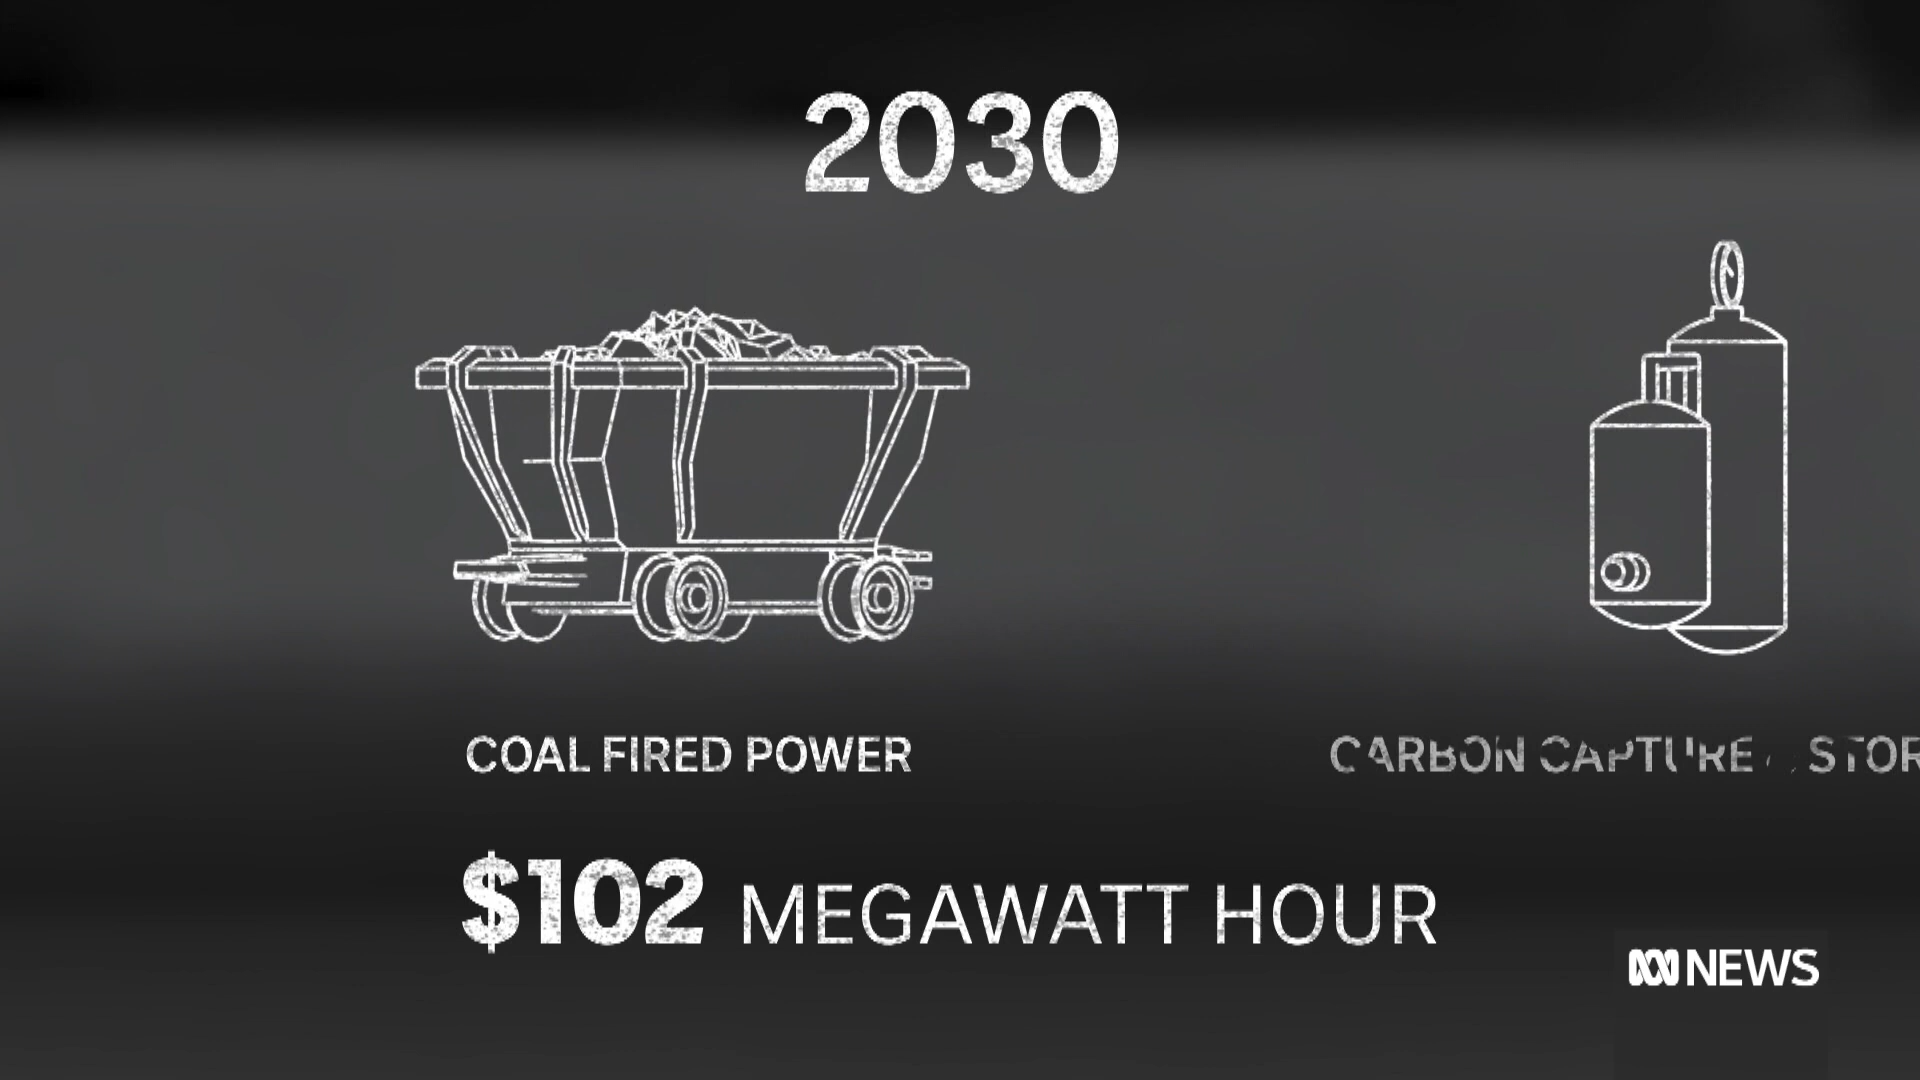 2030
COAL FIRED POWER
CARBON CAPTURE
$102 MEGAWATT HOUR
NEWS